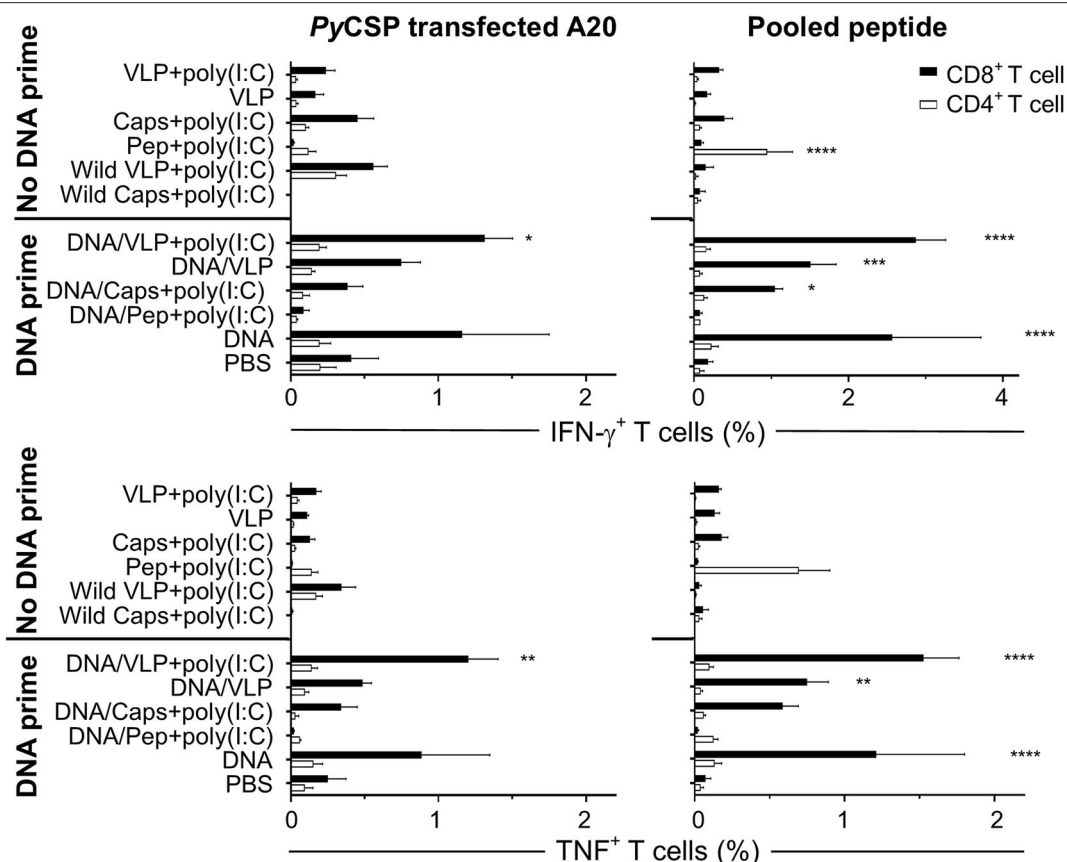 PyCSP transfected A20
Pooled peptide
CD8+ T cell
CD4+ T cell
No DNA prime
VLP+poly(I:C)
VLP
Caps+poly(I:C)
Pep+poly(I:C)
****
Wild VLP+poly(I:C)
Wild Caps+poly(I:C)
DNA prime
DNA/VLP+poly(I:C)
*
****
DNA/VLP
***
DNA/Caps+poly(I:C)
*
DNA/Pep+poly(I:C)
DNA
****
PBS
0 1 2
0 2 4
IFN-γ+ T cells (%)
No DNA prime
VLP+poly(I:C)
VLP
Caps+poly(I:C)
Pep+poly(I:C)
Wild VLP+poly(I:C)
Wild Caps+poly(I:C)
DNA prime
DNA/VLP+poly(I:C)
**
****
DNA/VLP
**
DNA/Caps+poly(I:C)
DNA/Pep+poly(I:C)
DNA
****
PBS
0 1 2
0 1 2
TNF+ T cells (%)